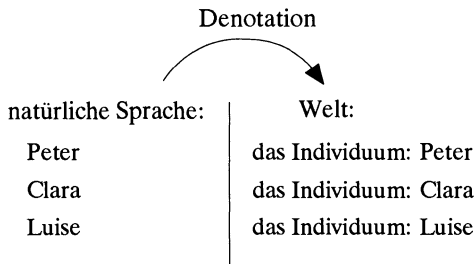 Denotation
natürliche Sprache: Welt:
Peter das Individuum: Peter
Clara das Individuum: Clara
Luise das Individuum: Luise